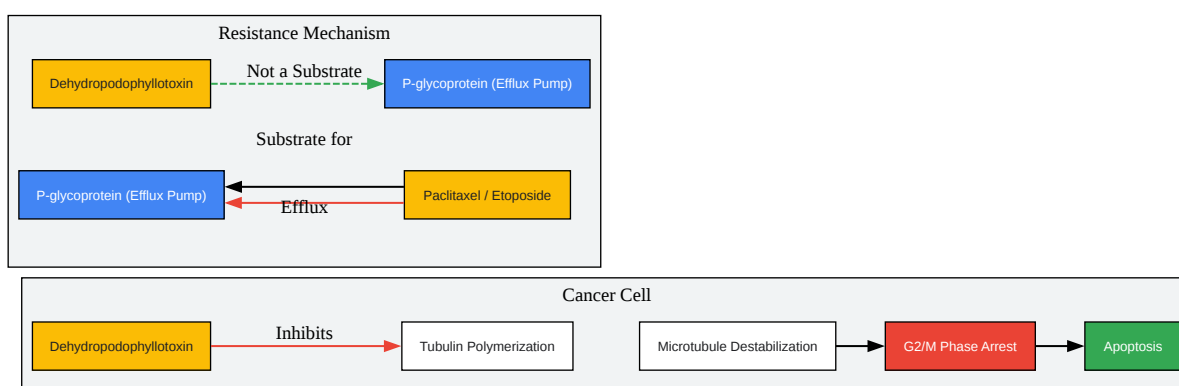 Resistance Mechanism
Dehydropodophyllotoxin
Not a Substrate
P-glycoprotein (Efflux Pump)
Substrate for
P-glycoprotein (Efflux Pump)
Efflux
Paclitaxel / Etoposide
Cancer Cell
Dehydropodophyllotoxin
Inhibits
Tubulin Polymerization
Microtubule Destabilization
G2/M Phase Arrest
Apoptosis